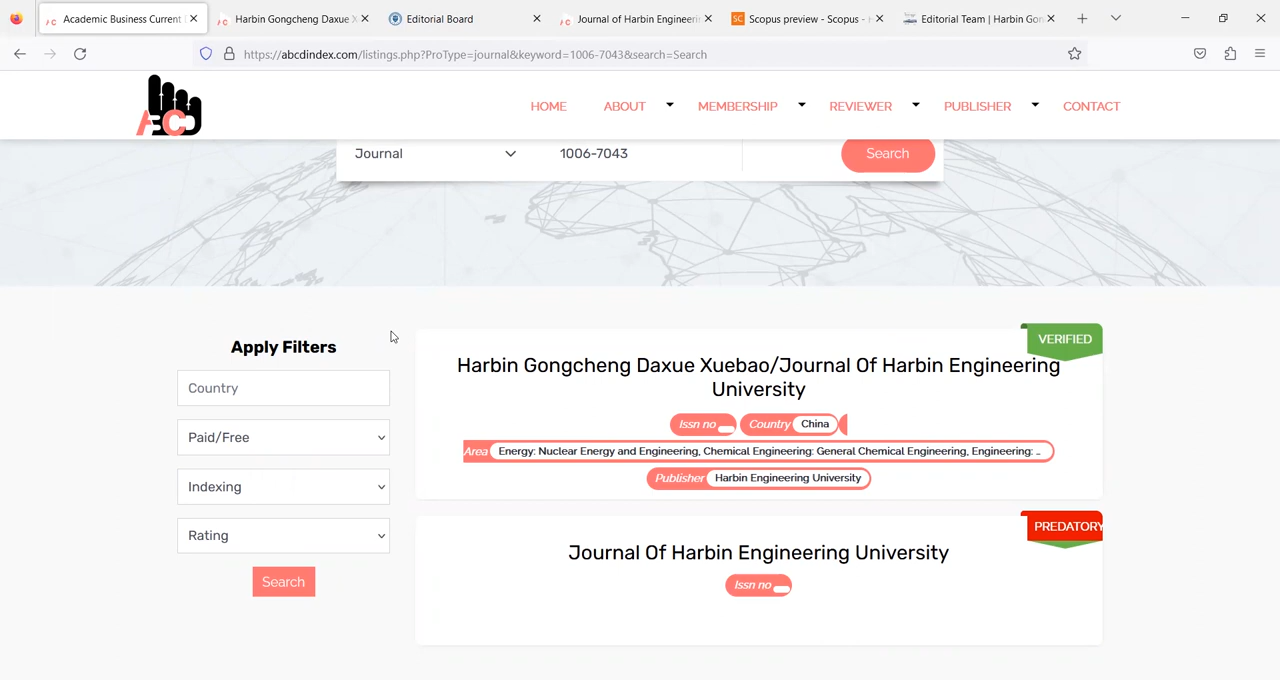 Academic Business Current
Harbin Gongcheng Daxue X
Editorial Board
Journal of Harbin Engineerin
Scopus preview - Scopus - H
Editorial Team | Harbin Gon
https://abcdindex.com/listings.php?ProType=journal&keyword=1006-7043&search=Search
ABCD
HOME
ABOUT
MEMBERSHIP
REVIEWER
PUBLISHER
CONTACT
Journal
1006-7043
Search
Apply Filters
Country
Paid/Free
Indexing
Rating
Search
VERIFIED
Harbin Gongcheng Daxue Xuebao/Journal Of Harbin Engineering
University
Issn no
Country China
Area Energy: Nuclear Energy and Engineering, Chemical Engineering: General Chemical Engineering, Engineering: ..
Publisher Harbin Engineering University
PREDATORY
Journal Of Harbin Engineering University
Issn no